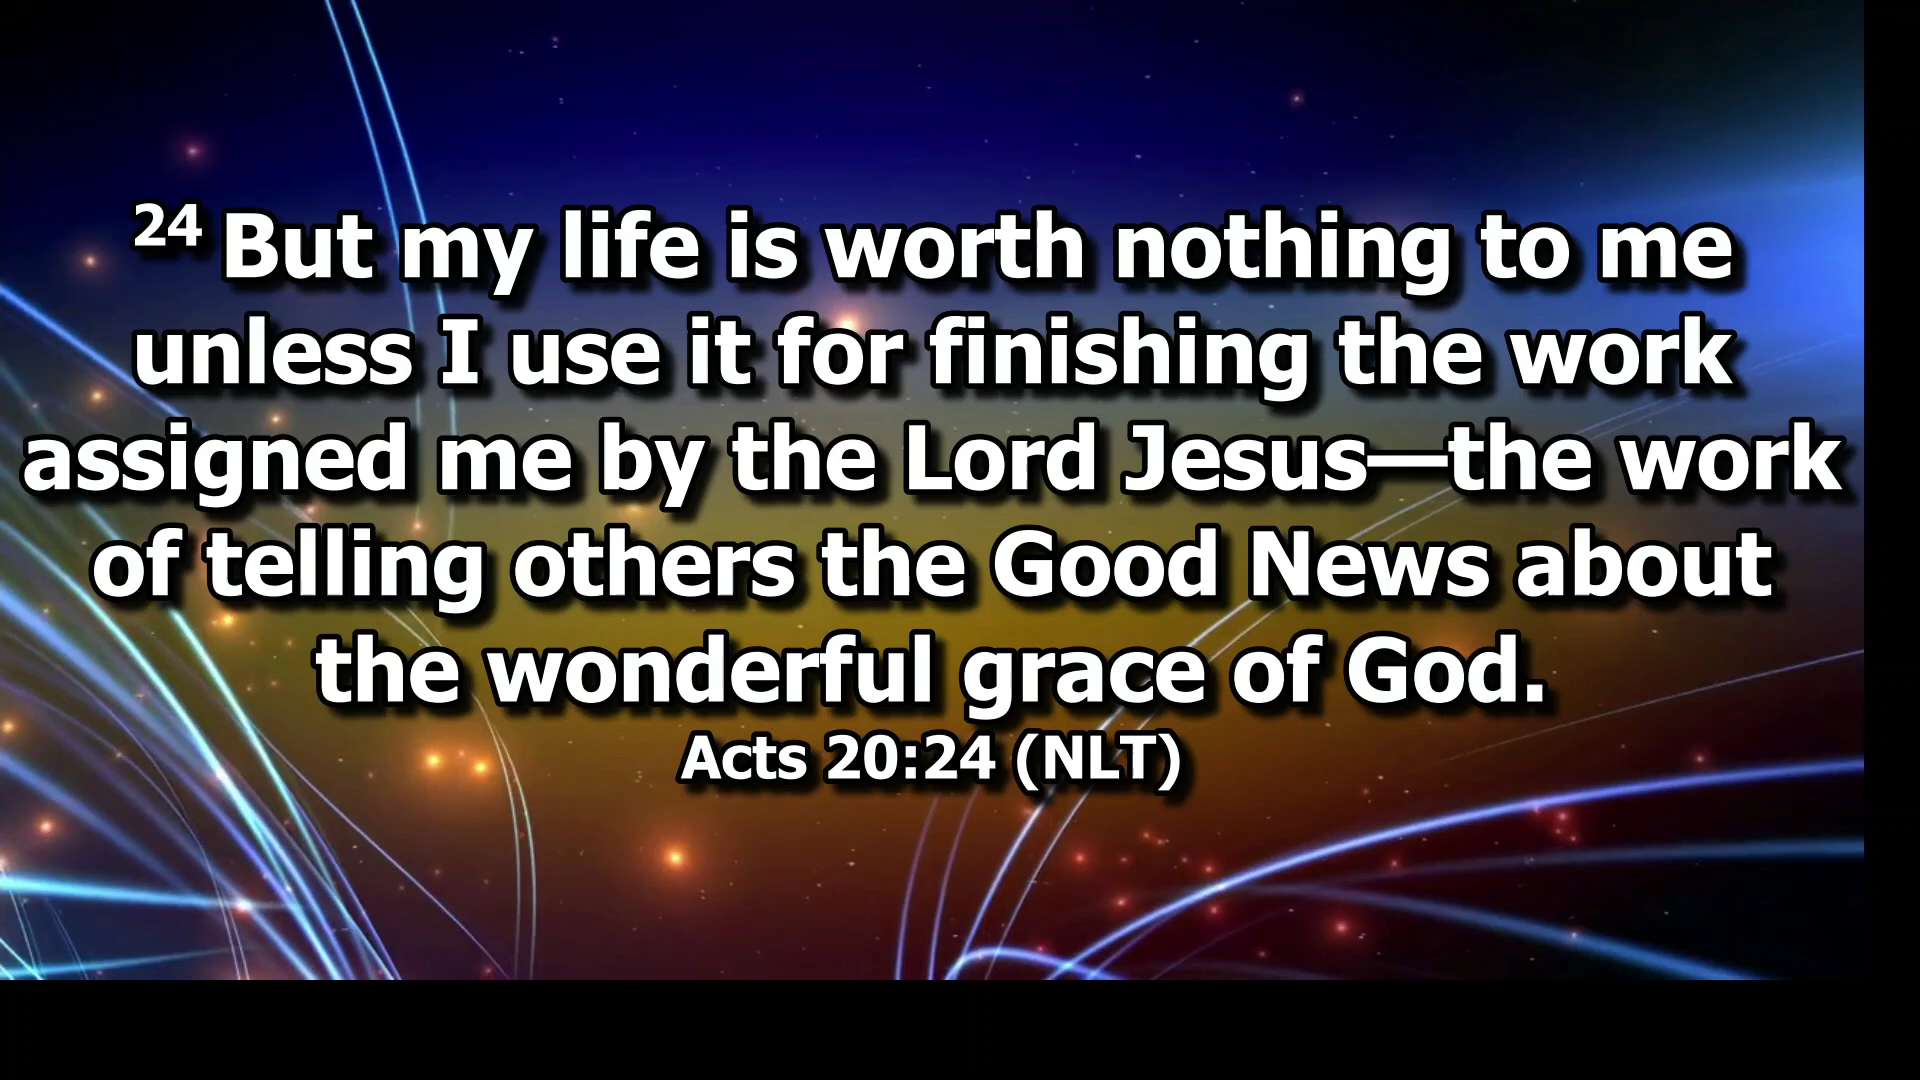 24 But my life is worth nothing to me
unless I use it for finishing the work
assigned me by the Lord Jesus—the work
of telling others the Good News about
the wonderful grace of God.
Acts 20:24 (NLT)